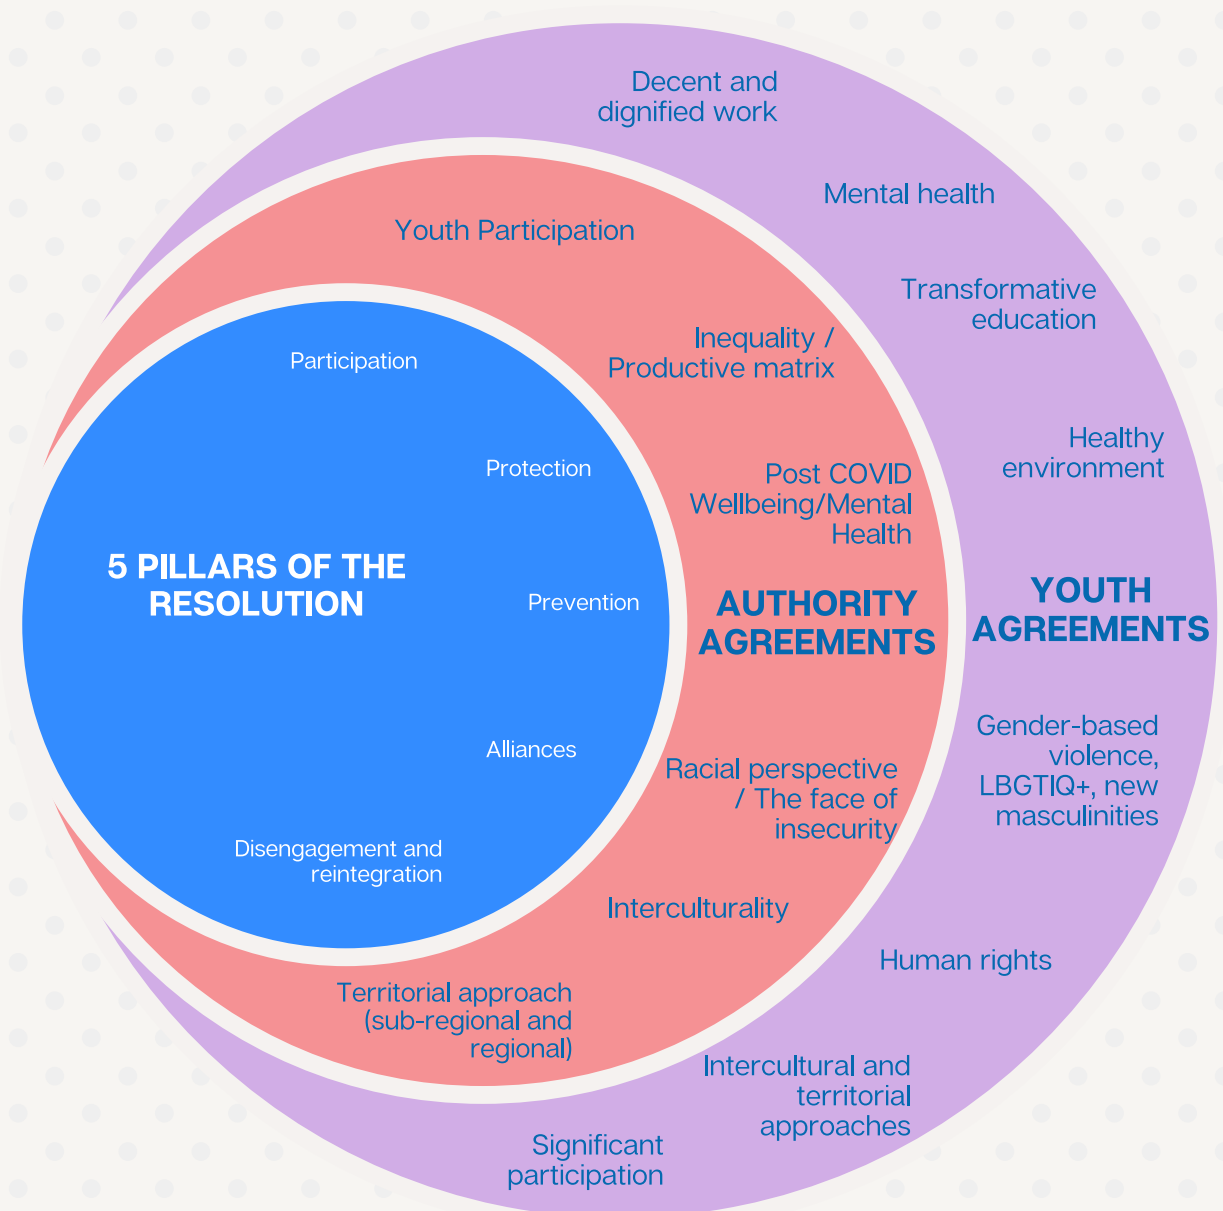 5 PILLARS OF THE
RESOLUTION
Participation
Protection
Prevention
Alliances
Disengagement and
reintegration
AUTHORITY
AGREEMENTS
Youth Participation
Inequality /
Productive matrix
Post COVID
Wellbeing/Mental
Health
Racial perspective
/ The face of
insecurity
Interculturality
Territorial approach
(sub-regional and
regional)
YOUTH
AGREEMENTS
Decent and
dignified work
Mental health
Transformative
education
Healthy
environment
Gender-based
violence,
LBGTIQ+, new
masculinities
Human rights
Intercultural and
territorial
approaches
Significant
participation